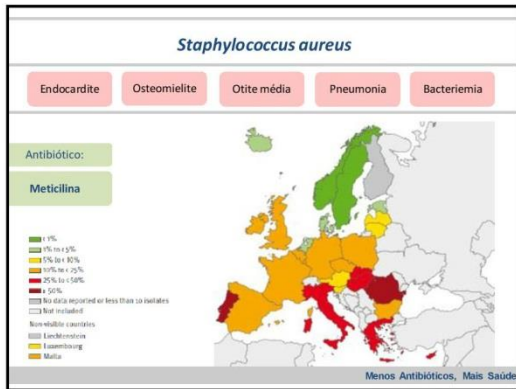 Staphylococcus aureus
Endocardite
Osteomielite
Otite média
Pneumonia
Bacteriemia
Antibiótico:
Meticilina
< 1%
1% to < 5%
5% to < 10%
10% to < 25%
25% to < 50%
≥ 50%
No data reported or less than 10 isolates
Not included
Non-visible countries
Liechtenstein
Luxembourg
Malta
Menos Antibióticos, Mais Saúde